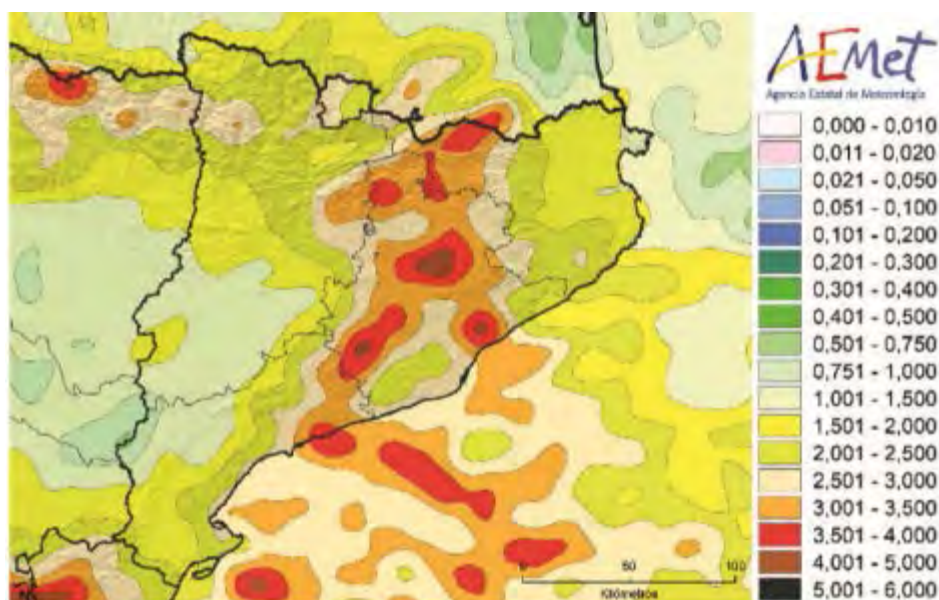 AEMet
Agencia Estatal de Meteorología
0,000 - 0,010
0,011 - 0,020
0,021 - 0,050
0,051 - 0,100
0,101 - 0,200
0,201 - 0,300
0,301 - 0,400
0,401 - 0,500
0,501 - 0,750
0,751 - 1,000
1,001 - 1,500
1,501 - 2,000
2,001 - 2,500
2,501 - 3,000
3,001 - 3,500
3,501 - 4,000
4,001 - 5,000
5,001 - 6,000
0 50 100
Kilómetros